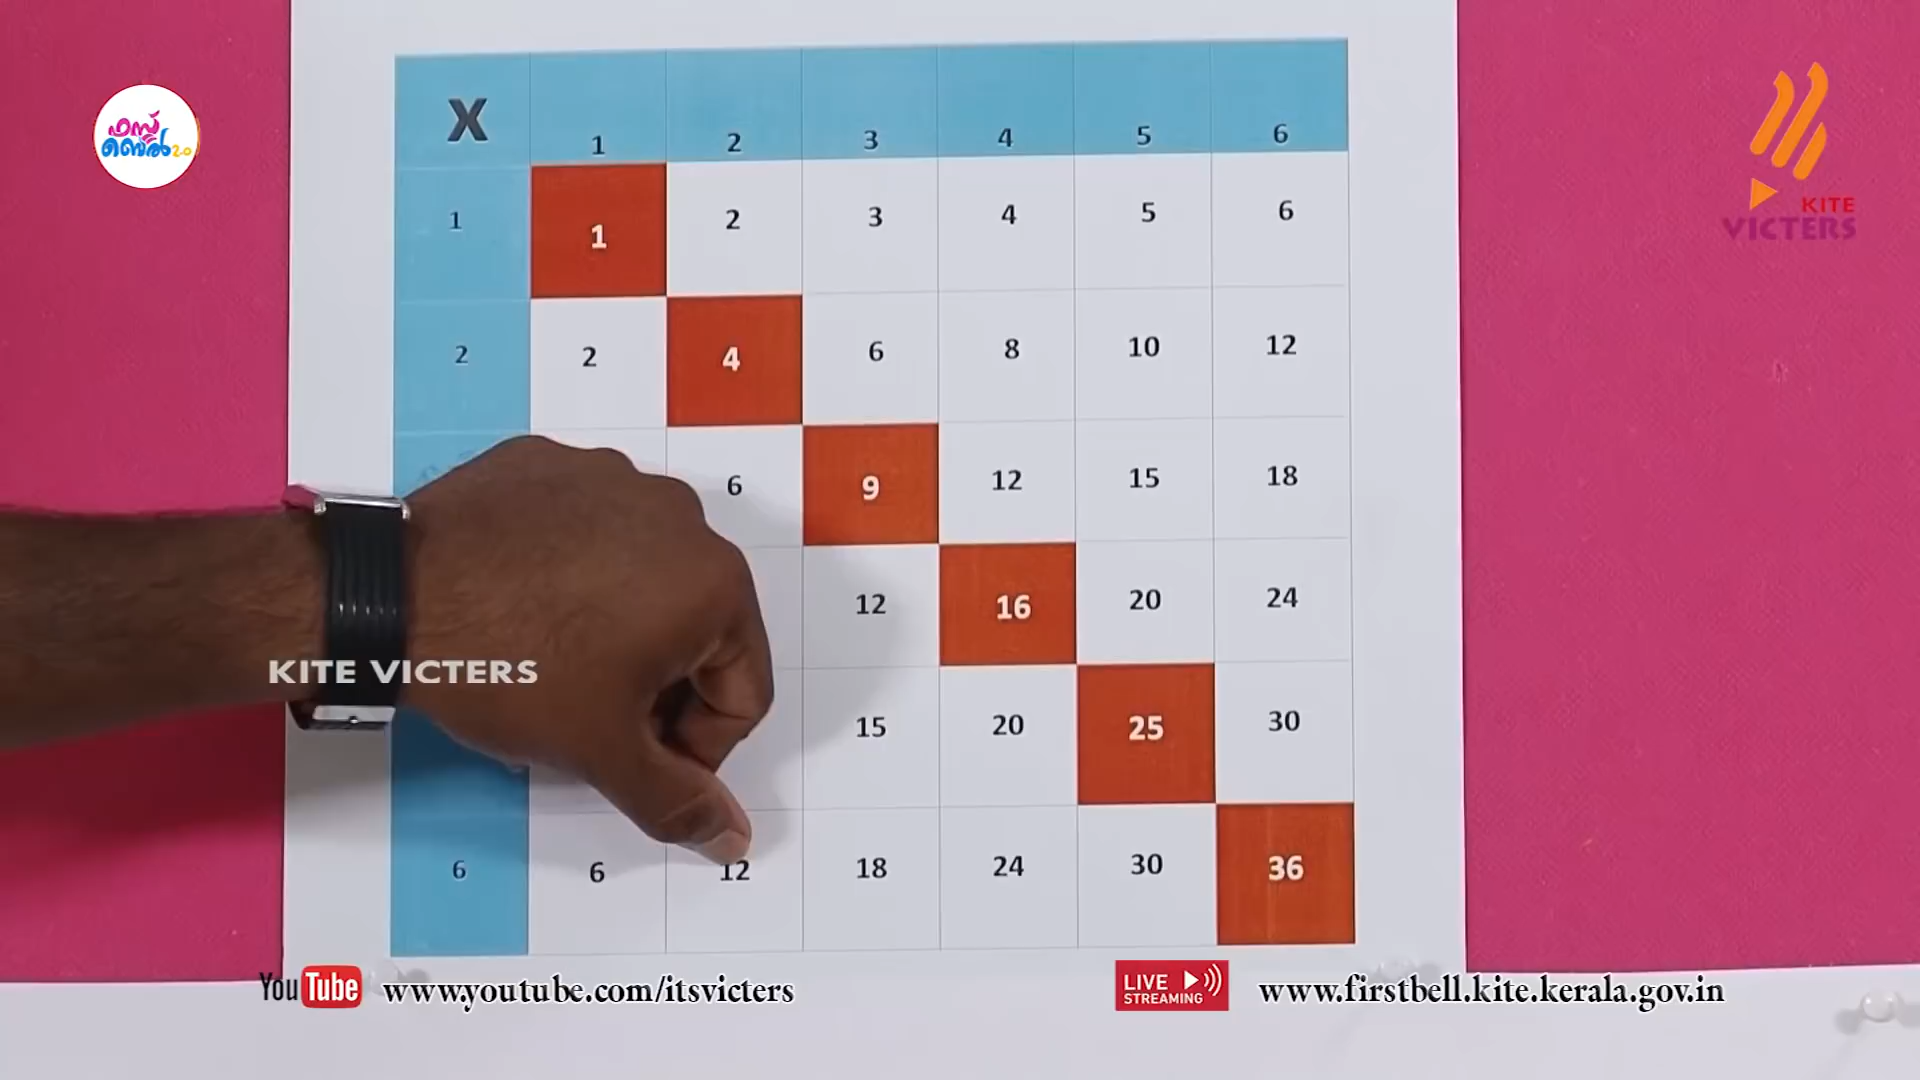 ഫസ്റ്റ്
ബെൽ 2.0
KITE
VICTERS
X 1 2 3 4 5 6
1 1 2 3 4 5 6
2 2 4 6 8 10 12
6 9 12 15 18
12 16 20 24
15 20 25 30
6 6 12 18 24 30 36
KITE VICTERS
YouTube www.youtube.com/itsvicters
LIVE STREAMING www.firstbell.kite.kerala.gov.in